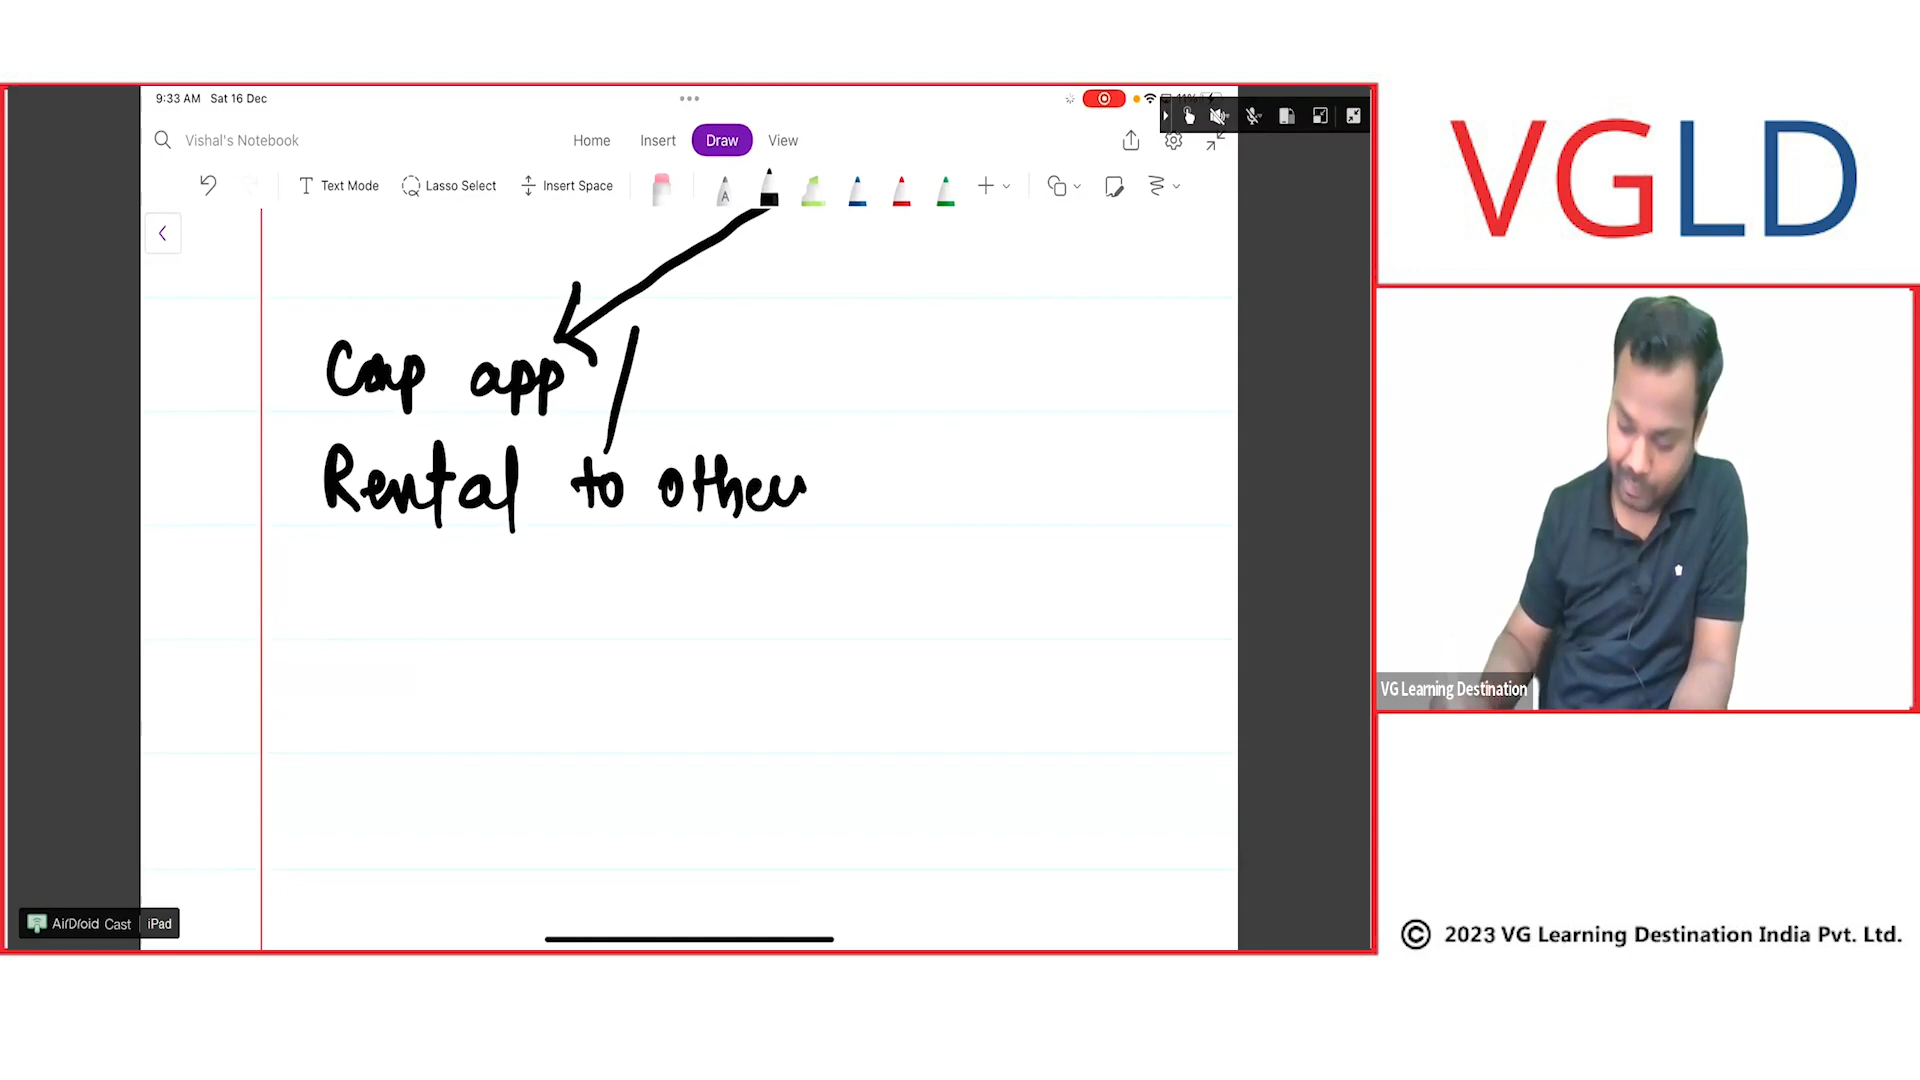 9:33 AM Sat 16 Dec
11%
Vishal's Notebook
Home Insert Draw View
Text Mode Lasso Select Insert Space
Cap app /
Rental to other
AirDroid Cast iPad
VGLD
VG Learning Destination
© 2023 VG Learning Destination India Pvt. Ltd.